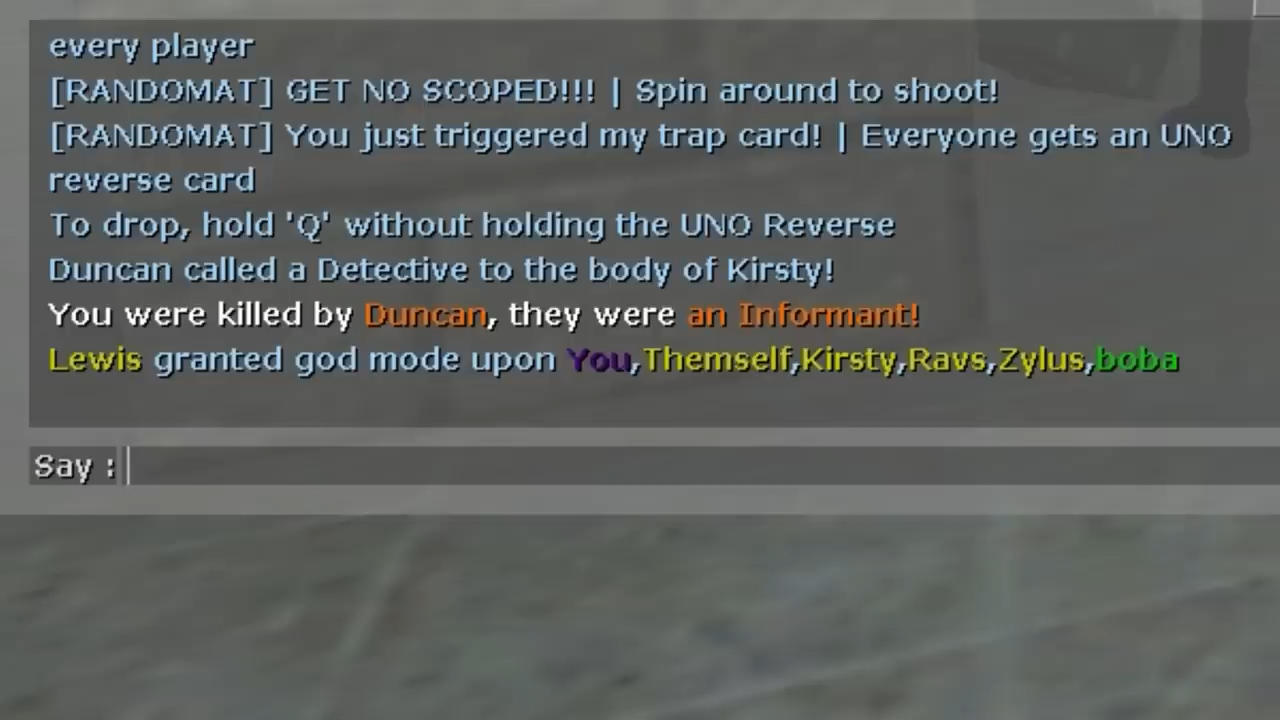 every player
[RANDOMAT] GET NO SCOPED!!! | Spin around to shoot!
[RANDOMAT] You just triggered my trap card! | Everyone gets an UNO
reverse card
To drop, hold 'Q' without holding the UNO Reverse
Duncan called a Detective to the body of Kirsty!
You were killed by Duncan, they were an Informant!
Lewis granted god mode upon You,Themself,Kirsty,Ravs,Zylus,boba
Say :